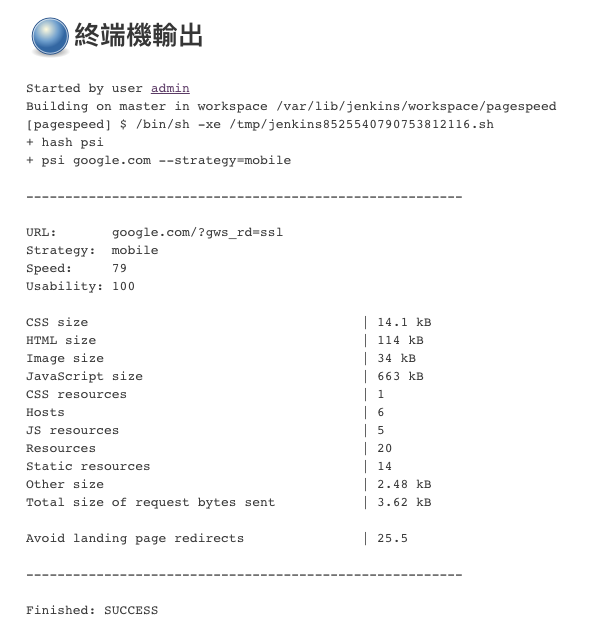 終端機輸出
Started by user admin
Building on master in workspace /var/lib/jenkins/workspace/pagespeed
[pagespeed] $ /bin/sh -xe /tmp/jenkins8525540790753812116.sh
+ hash psi
+ psi google.com --strategy=mobile
--------------------------------------------------------
URL:       google.com/?gws_rd=ssl
Strategy:  mobile
Speed:     79
Usability: 100
CSS size                                   | 14.1 kB
HTML size                                  | 114 kB
Image size                                 | 34 kB
JavaScript size                            | 663 kB
CSS resources                              | 1
Hosts                                      | 6
JS resources                               | 5
Resources                                  | 20
Static resources                           | 14
Other size                                 | 2.48 kB
Total size of request bytes sent           | 3.62 kB
Avoid landing page redirects               | 25.5
--------------------------------------------------------
Finished: SUCCESS